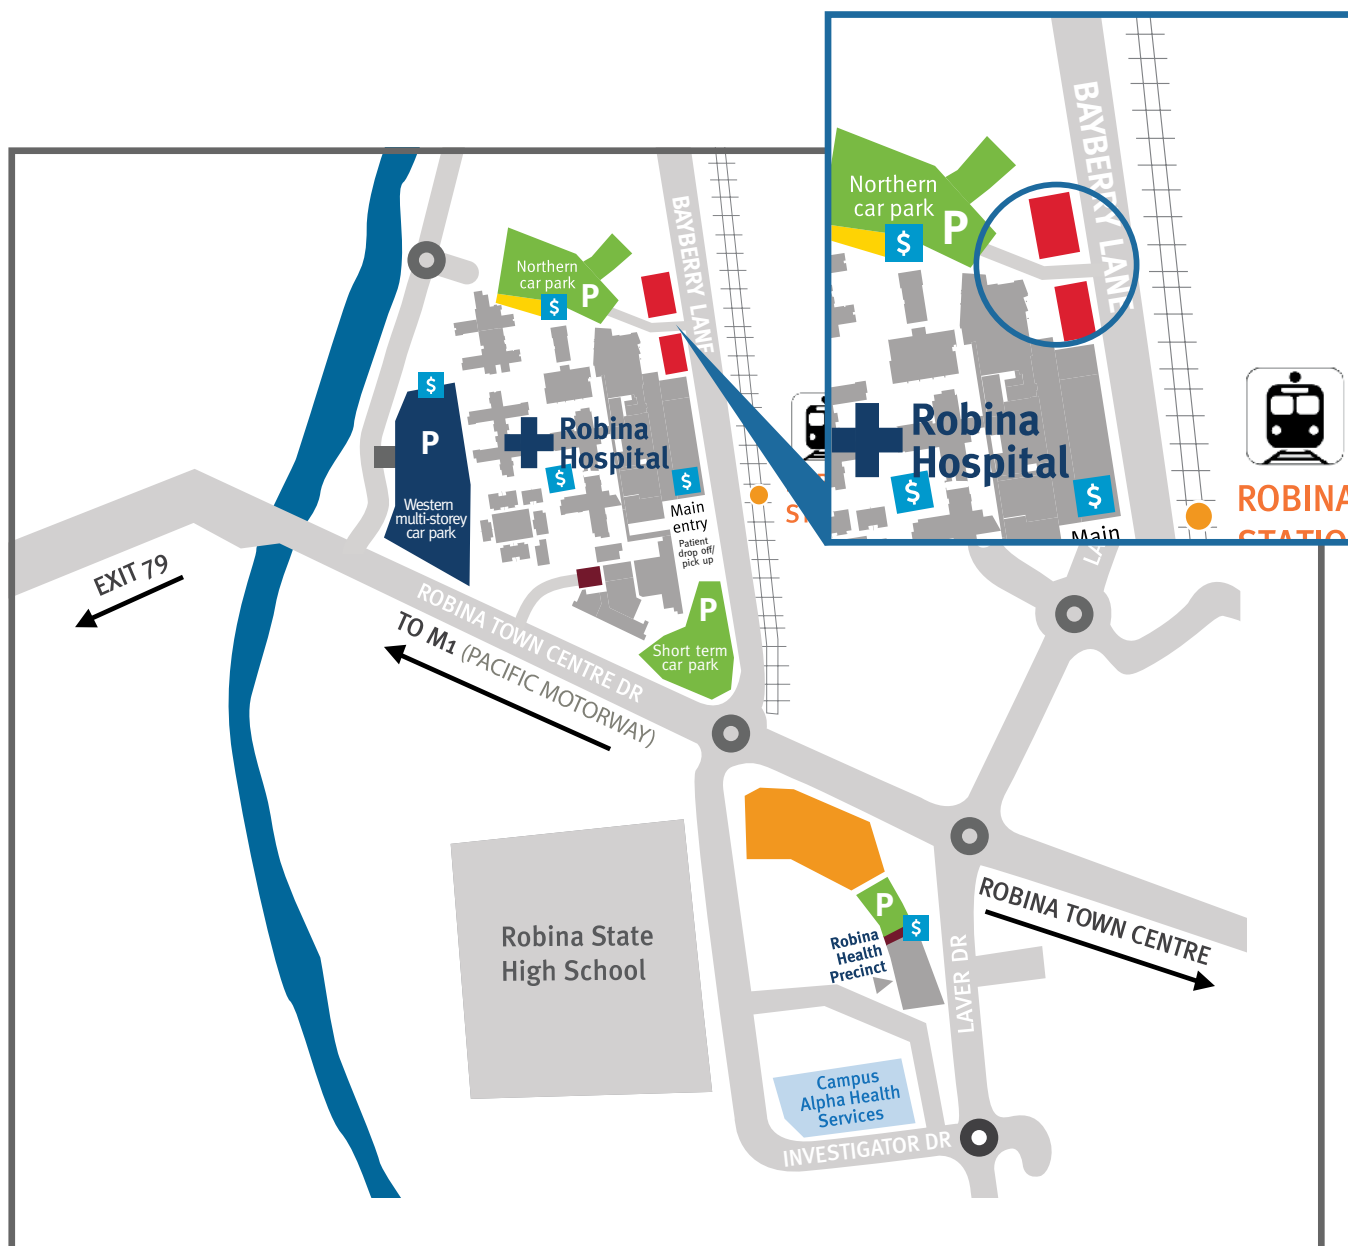 BAYBERRY LANE
Northern
car park
P
$
Robina
Hospital
$
$
Main
ROBINA
BAYBERRY LANE
Northern
car park
P
$
$
P
Western
multi-storey
car park
Robina
Hospital
$
$
Main
entry
Patient
drop off/
pick up
P
Short term
car park
EXIT 79
ROBINA TOWN CENTRE DR
TO M1 (PACIFIC MOTORWAY)
Robina State
High School
P
$
Robina
Health
Precinct
ROBINA TOWN CENTRE
LAVER DR
Campus
Alpha Health
Services
INVESTIGATOR DR